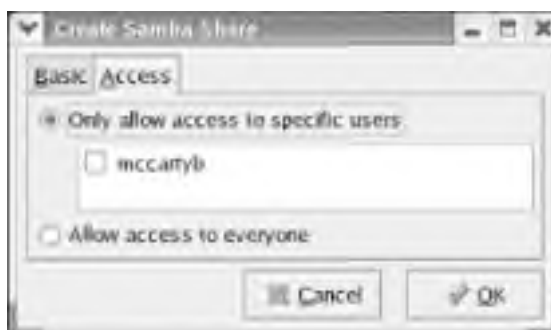 Create Samba Share
Basic Access
Only allow access to specific users
mccartyb
Allow access to everyone
Cancel OK